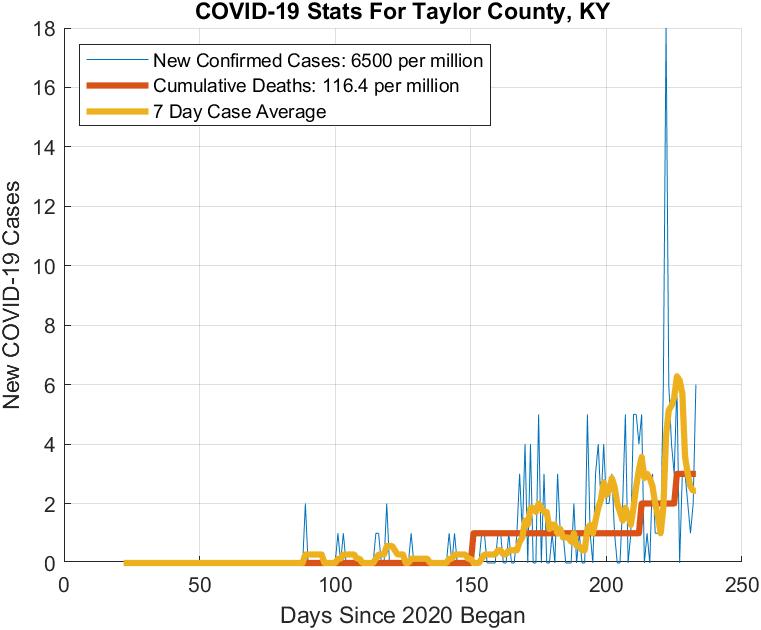 COVID-19 Stats For Taylor County, KY
New Confirmed Cases: 6500 per million
Cumulative Deaths: 116.4 per million
7 Day Case Average
New COVID-19 Cases
18
16
14
12
10
8
6
4
2
0
0 50 100 150 200 250
Days Since 2020 Began